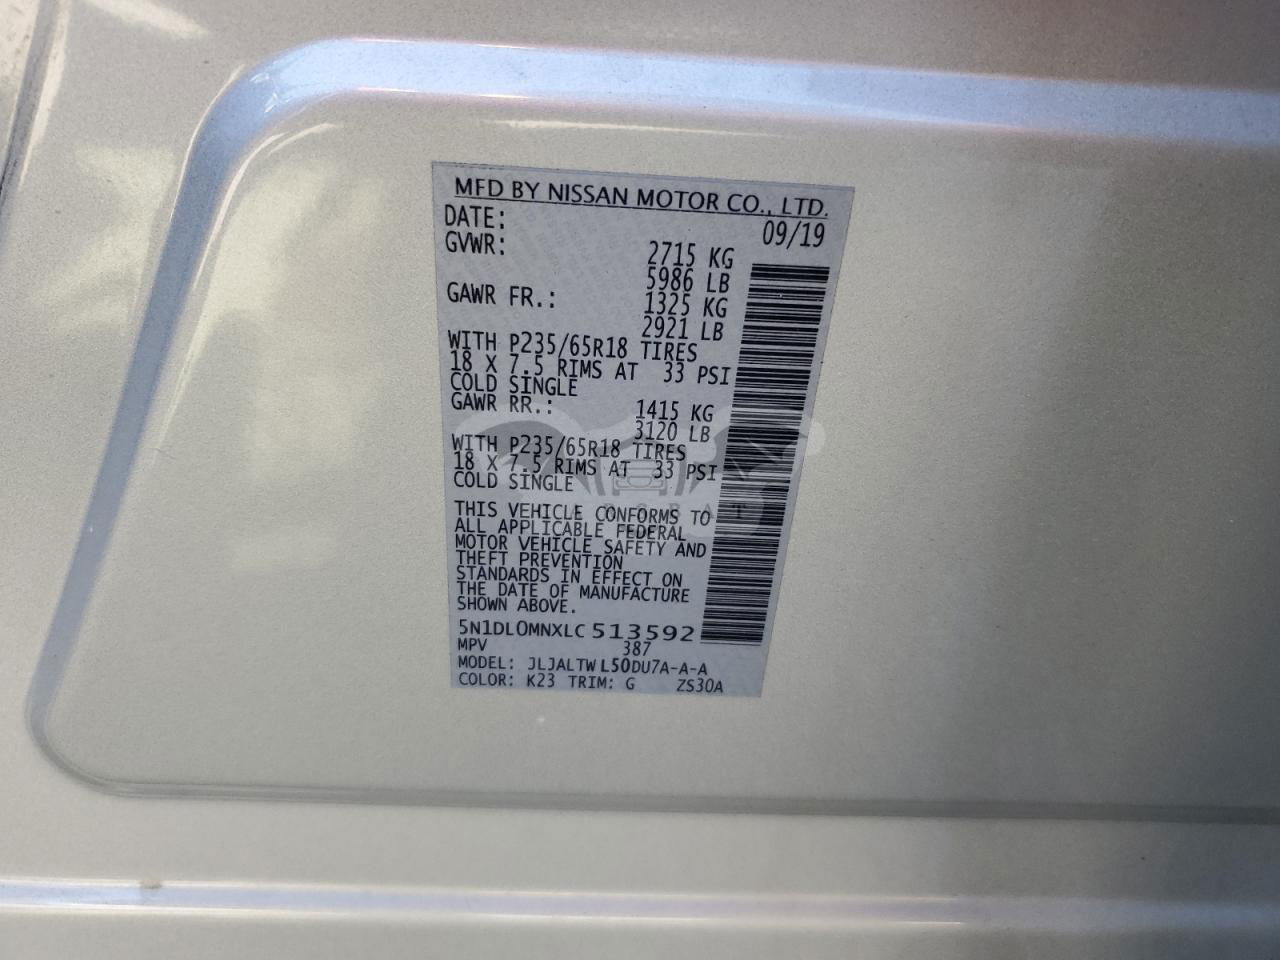 MFD BY NISSAN MOTOR CO., LTD.
DATE: 09/19
GVWR: 2715 KG
5986 LB
GAWR FR.: 1325 KG
2921 LB
WITH P235/65R18 TIRES
18 X 7.5 RIMS AT 33 PSI
COLD SINGLE
GAWR RR.: 1415 KG
3120 LB
WITH P235/65R18 TIRES
18 X 7.5 RIMS AT 33 PSI
COLD SINGLE
THIS VEHICLE CONFORMS TO
ALL APPLICABLE FEDERAL
MOTOR VEHICLE SAFETY AND
THEFT PREVENTION
STANDARDS IN EFFECT ON
THE DATE OF MANUFACTURE
SHOWN ABOVE.
5N1DL0MNXLC513592
MPV 387
MODEL: JLJALTWL50DU7A-A-A
COLOR: K23 TRIM: G ZS30A